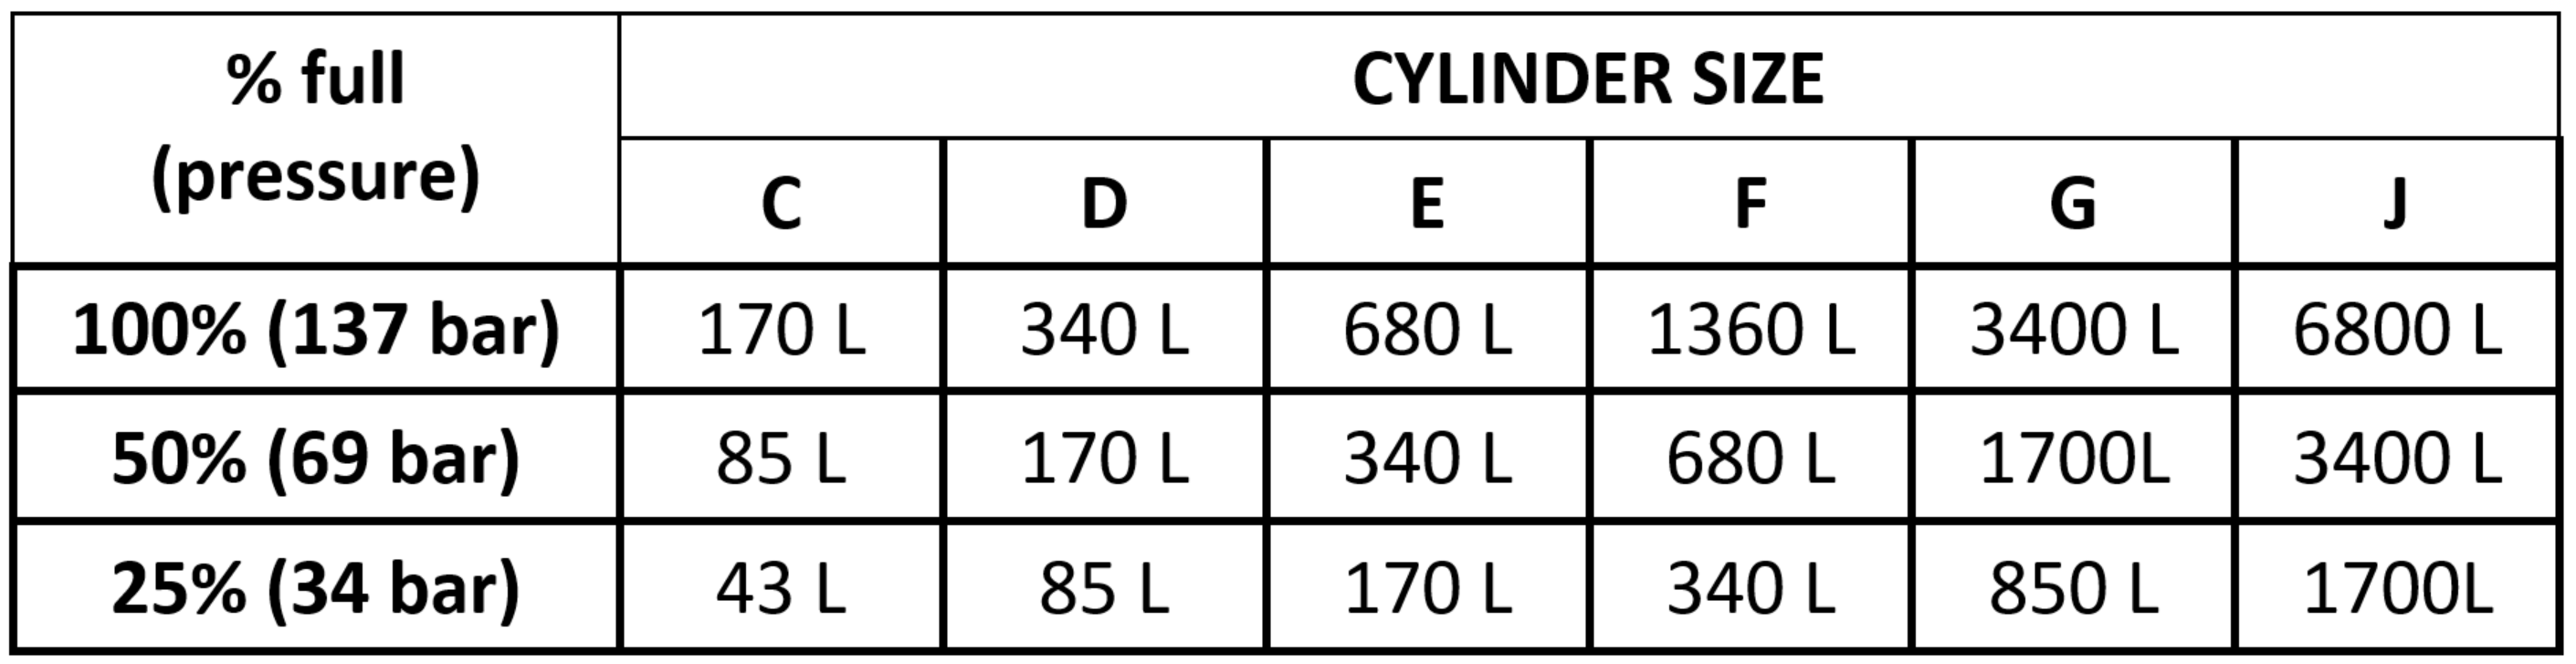 % full
(pressure)
CYLINDER SIZE
C D E F G J
100% (137 bar) 170 L 340 L 680 L 1360 L 3400 L 6800 L
50% (69 bar) 85 L 170 L 340 L 680 L 1700L 3400 L
25% (34 bar) 43 L 85 L 170 L 340 L 850 L 1700L